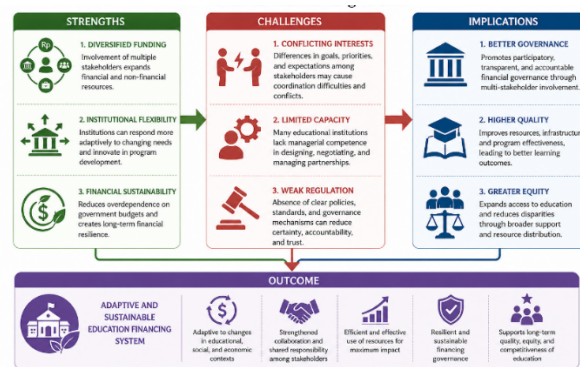 STRENGTHS
Rp
1. DIVERSIFIED FUNDING
Involvement of multiple
stakeholders expands
financial and non-financial
resources.
2. INSTITUTIONAL FLEXIBILITY
Institutions can respond more
adaptively to changing needs
and innovate in program
development.
3. FINANCIAL SUSTAINABILITY
Reduces overdependence on
government budgets and
creates long-term financial
resilience.
CHALLENGES
1. CONFLICTING INTERESTS
Differences in goals, priorities,
and expectations among
stakeholders may cause
coordination difficulties and
conflicts.
2. LIMITED CAPACITY
Many educational institutions
lack managerial competence
in designing, negotiating, and
managing partnerships.
3. WEAK REGULATION
Absence of clear policies,
standards, and governance
mechanisms can reduce
certainty, accountability,
and trust.
IMPLICATIONS
1. BETTER GOVERNANCE
Promotes participatory,
transparent, and accountable
financial governance through
multi-stakeholder involvement.
2. HIGHER QUALITY
Improves resources, infrastructure
and program effectiveness,
leading to better learning
outcomes.
3. GREATER EQUITY
Expands access to education
and reduces disparities
through broader support
and resource distribution.
OUTCOME
ADAPTIVE AND
SUSTAINABLE
EDUCATION FINANCING
SYSTEM
Adaptive to changes
in educational,
social, and economic
contexts
Strengthened
collaboration and
shared responsibility
among stakeholders
Efficient and effective
use of resources for
maximum impact
Resilient and
sustainable
financing
governance
Supports long-term
quality, equity, and
competitiveness of
education